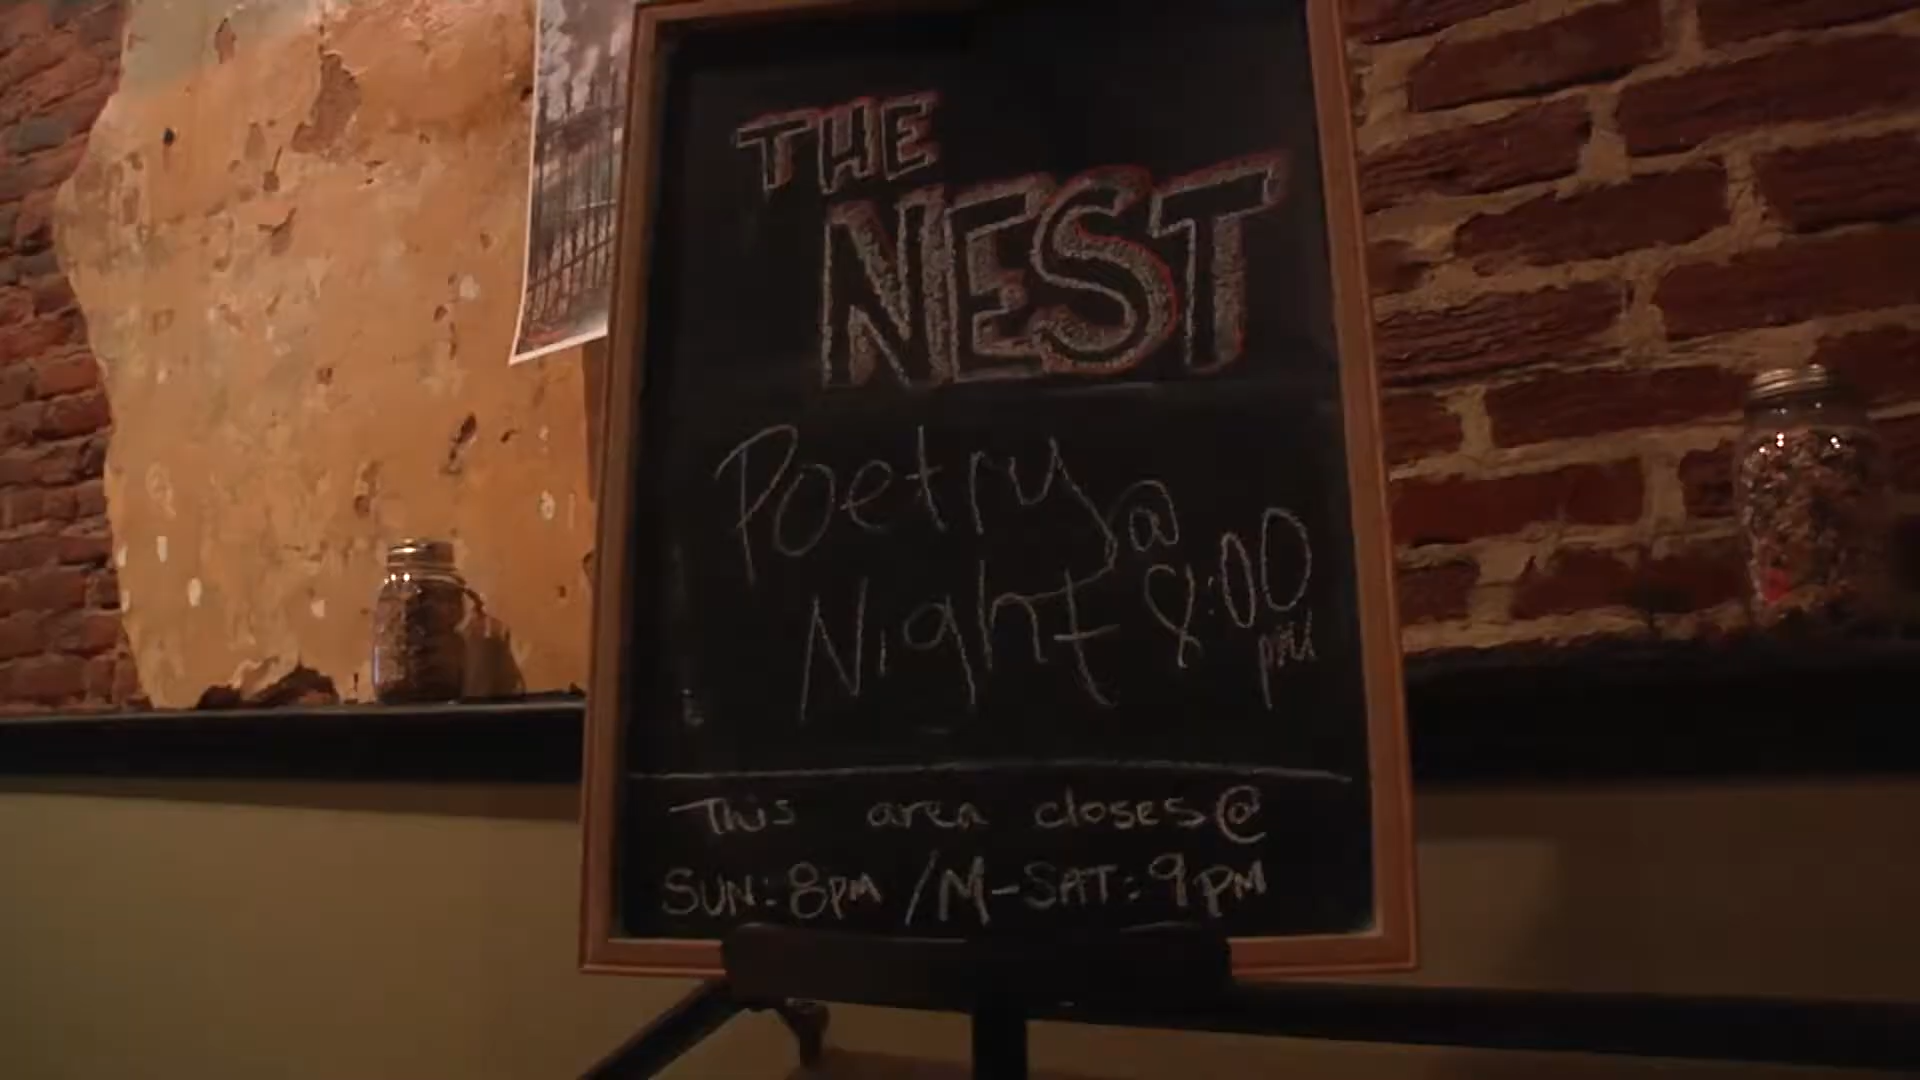 THE
NEST
Poetry @
Night 8:00
pm
This area closes @
SUN: 8PM / M-SAT: 9PM